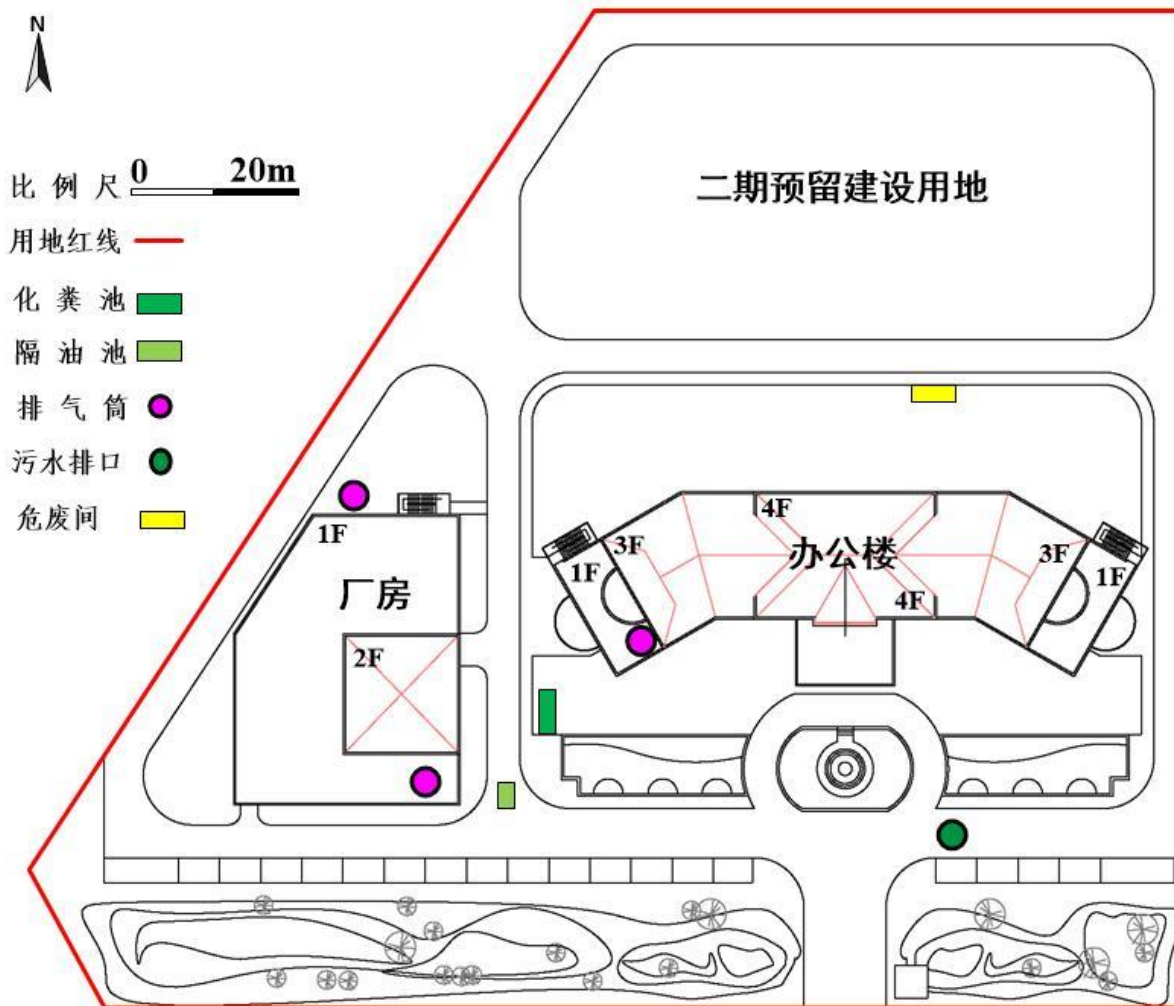 N
比例尺 0 20m
用地红线
化粪池
隔油池
排气筒
污水排口
危废间
二期预留建设用地
1F
厂房
2F
4F
3F
办公楼
3F
1F
1F
4F